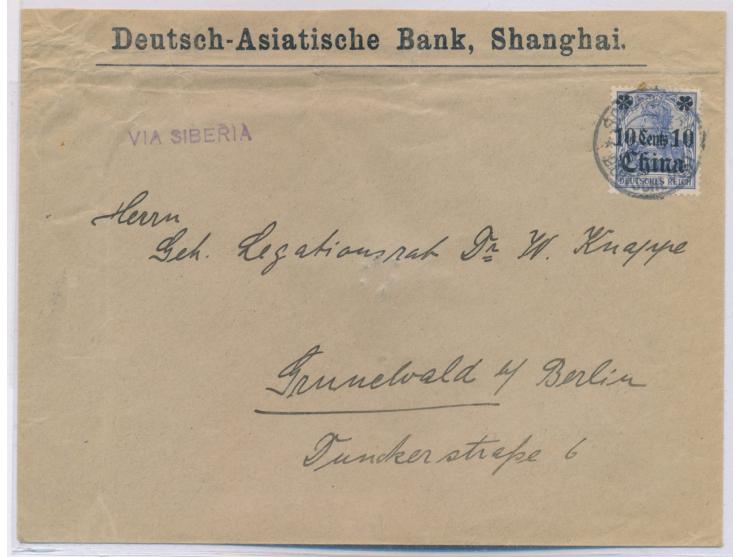 Deutsch-Asiatische Bank, Shanghai.
10 Cents 10
China
DEUTSCHES REICH
VIA SIBERIA
Herrn
Geh. Legationsrat Dr W. Knappe
Grunewald b/ Berlin
Dunckerstraße 6